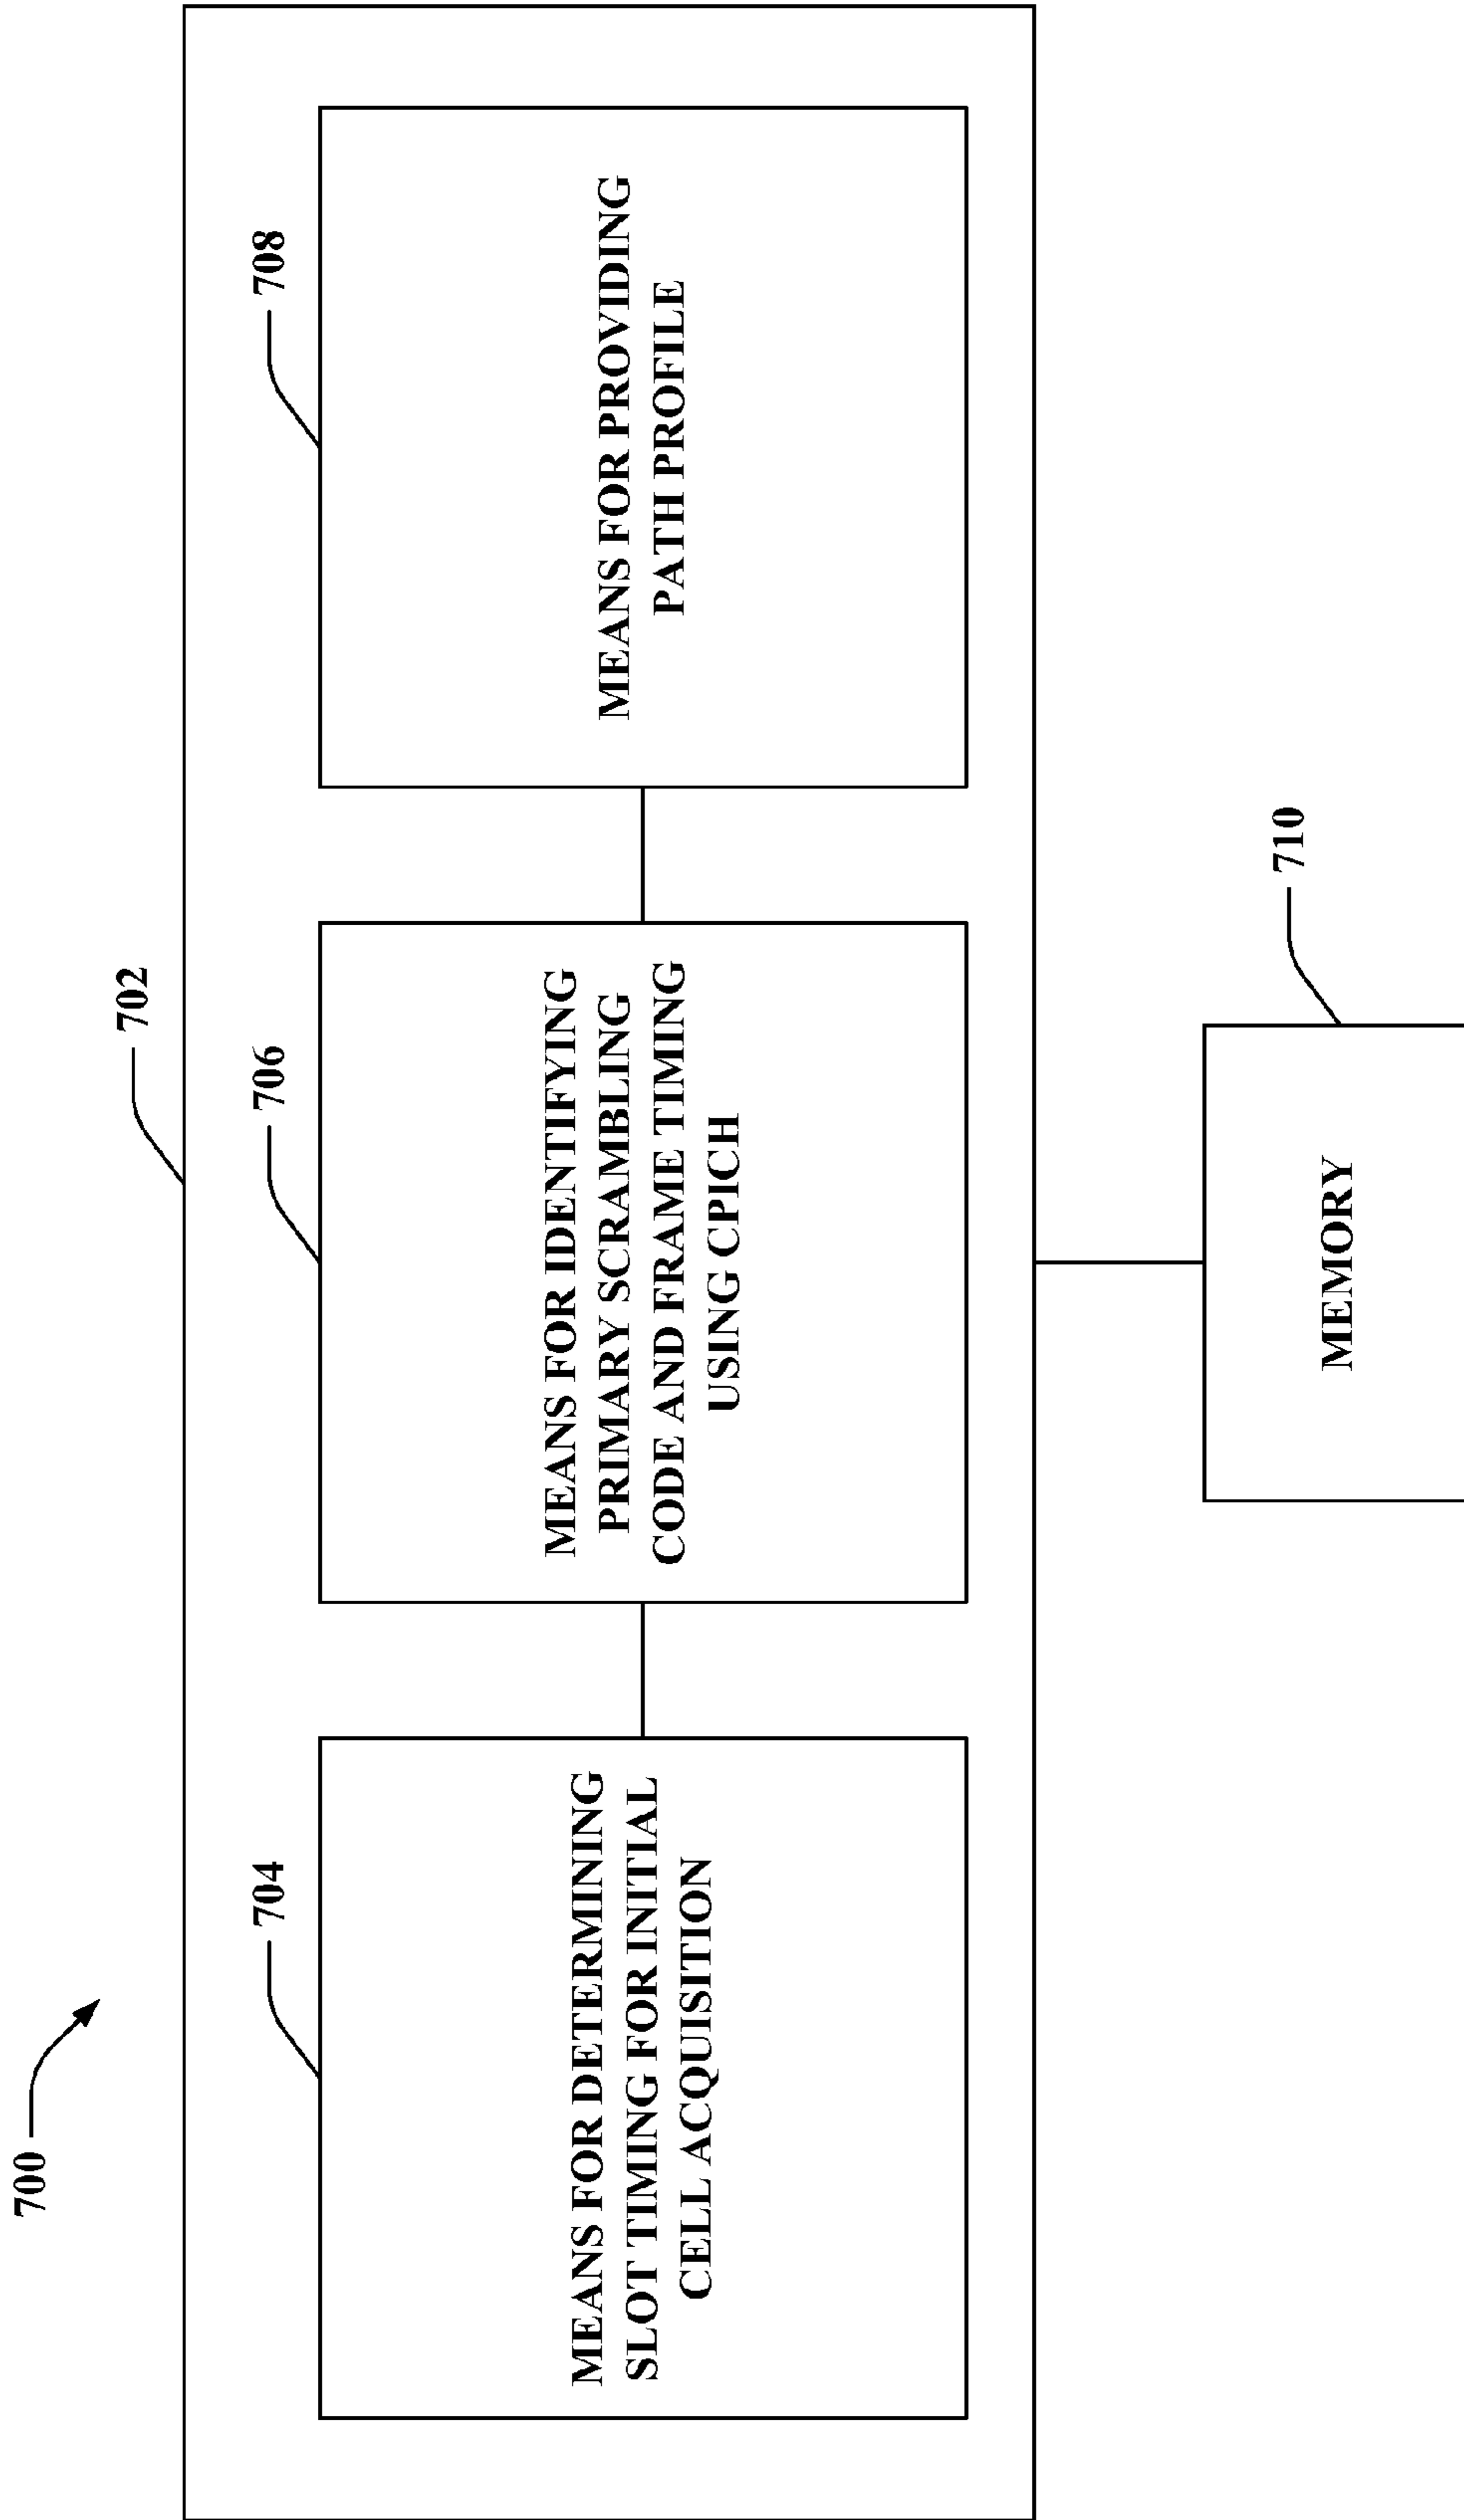 700
702
704
MEANS FOR DETERMINING
SLOT TIMING FOR INITIAL
CELL ACQUISITION
706
MEANS FOR IDENTIFYING
PRIMARY SCRAMBLING
CODE AND FRAME TIMING
USING CPICH
708
MEANS FOR PROVIDING
PATH PROFILE
710
MEMORY